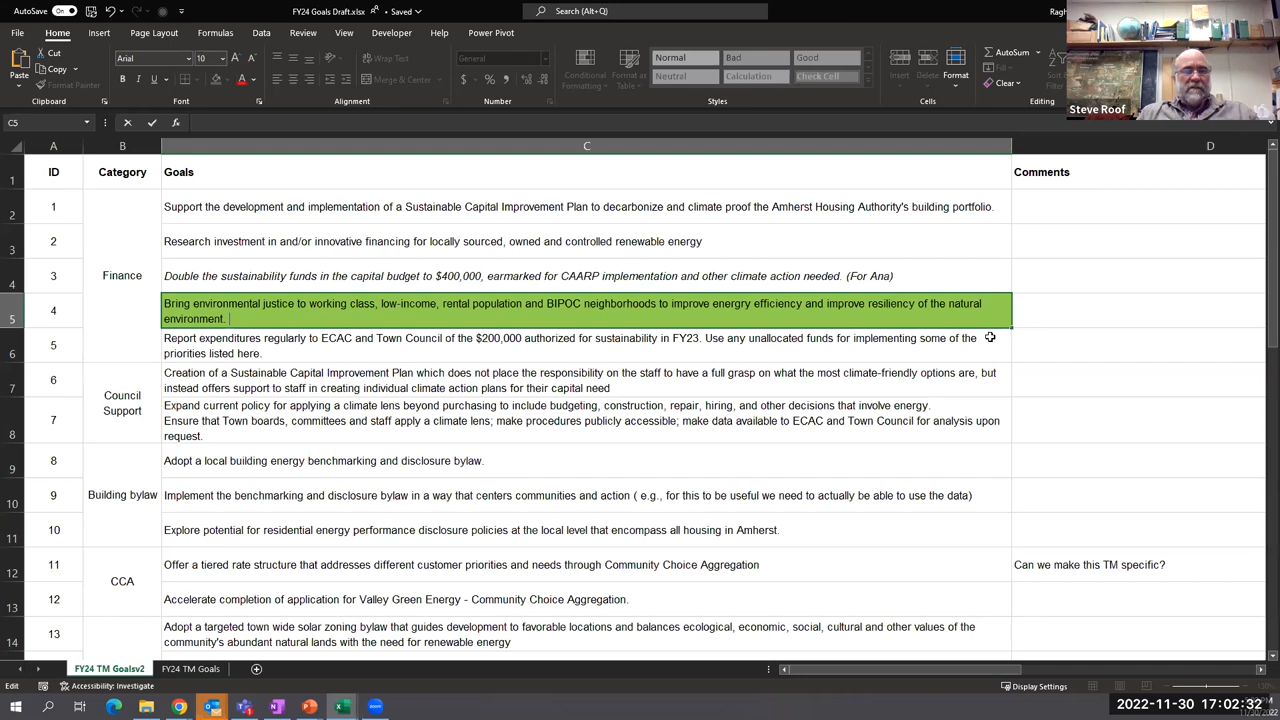 AutoSave On FY24 Goals Draft.xlsx Saved Search (Alt+Q) Ragh
File Home Insert Page Layout Formulas Data Review View Developer Help Power Pivot
Cut Arial 10 Wrap Text General Normal Bad Good AutoSum
Paste Copy Conditional Formatting Format as Table Neutral Calculation Check Cell Insert Delete Format Fill
Format Painter B I U Merge & Center Clear
Clipboard Font Alignment Number Styles Cells Editing
Steve Roof
C5 fx
A B C D
1 ID Category Goals Comments
2 1 Support the development and implementation of a Sustainable Capital Improvement Plan to decarbonize and climate proof the Amherst Housing Authority's building portfolio.
3 2 Research investment in and/or innovative financing for locally sourced, owned and controlled renewable energy
Finance
4 3 Double the sustainability funds in the capital budget to $400,000, earmarked for CAARP implementation and other climate action needed. (For Ana)
5 4 Bring environmental justice to working class, low-income, rental population and BIPOC neighborhoods to improve energry efficiency and improve resiliency of the natural
environment.
6 5 Report expenditures regularly to ECAC and Town Council of the $200,000 authorized for sustainability in FY23. Use any unallocated funds for implementing some of the
priorities listed here.
7 6 Creation of a Sustainable Capital Improvement Plan which does not place the responsibility on the staff to have a full grasp on what the most climate-friendly options are, but
instead offers support to staff in creating individual climate action plans for their capital need
Council
Support
8 7 Expand current policy for applying a climate lens beyond purchasing to include budgeting, construction, repair, hiring, and other decisions that involve energy.
Ensure that Town boards, committees and staff apply a climate lens; make procedures publicly accessible; make data available to ECAC and Town Council for analysis upon
request.
9 8 Adopt a local building energy benchmarking and disclosure bylaw.
10 9 Building bylaw Implement the benchmarking and disclosure bylaw in a way that centers communities and action ( e.g., for this to be useful we need to actually be able to use the data)
11 10 Explore potential for residential energy performance disclosure policies at the local level that encompass all housing in Amherst.
12 11 Offer a tiered rate structure that addresses different customer priorities and needs through Community Choice Aggregation Can we make this TM specific?
CCA
13 12 Accelerate completion of application for Valley Green Energy - Community Choice Aggregation.
14 13 Adopt a targeted town wide solar zoning bylaw that guides development to favorable locations and balances ecological, economic, social, cultural and other values of the
community's abundant natural lands with the need for renewable energy
FY24 TM Goalsv2 FY24 TM Goals
Edit Accessibility: Investigate Display Settings
2022-11-30 17:02:32